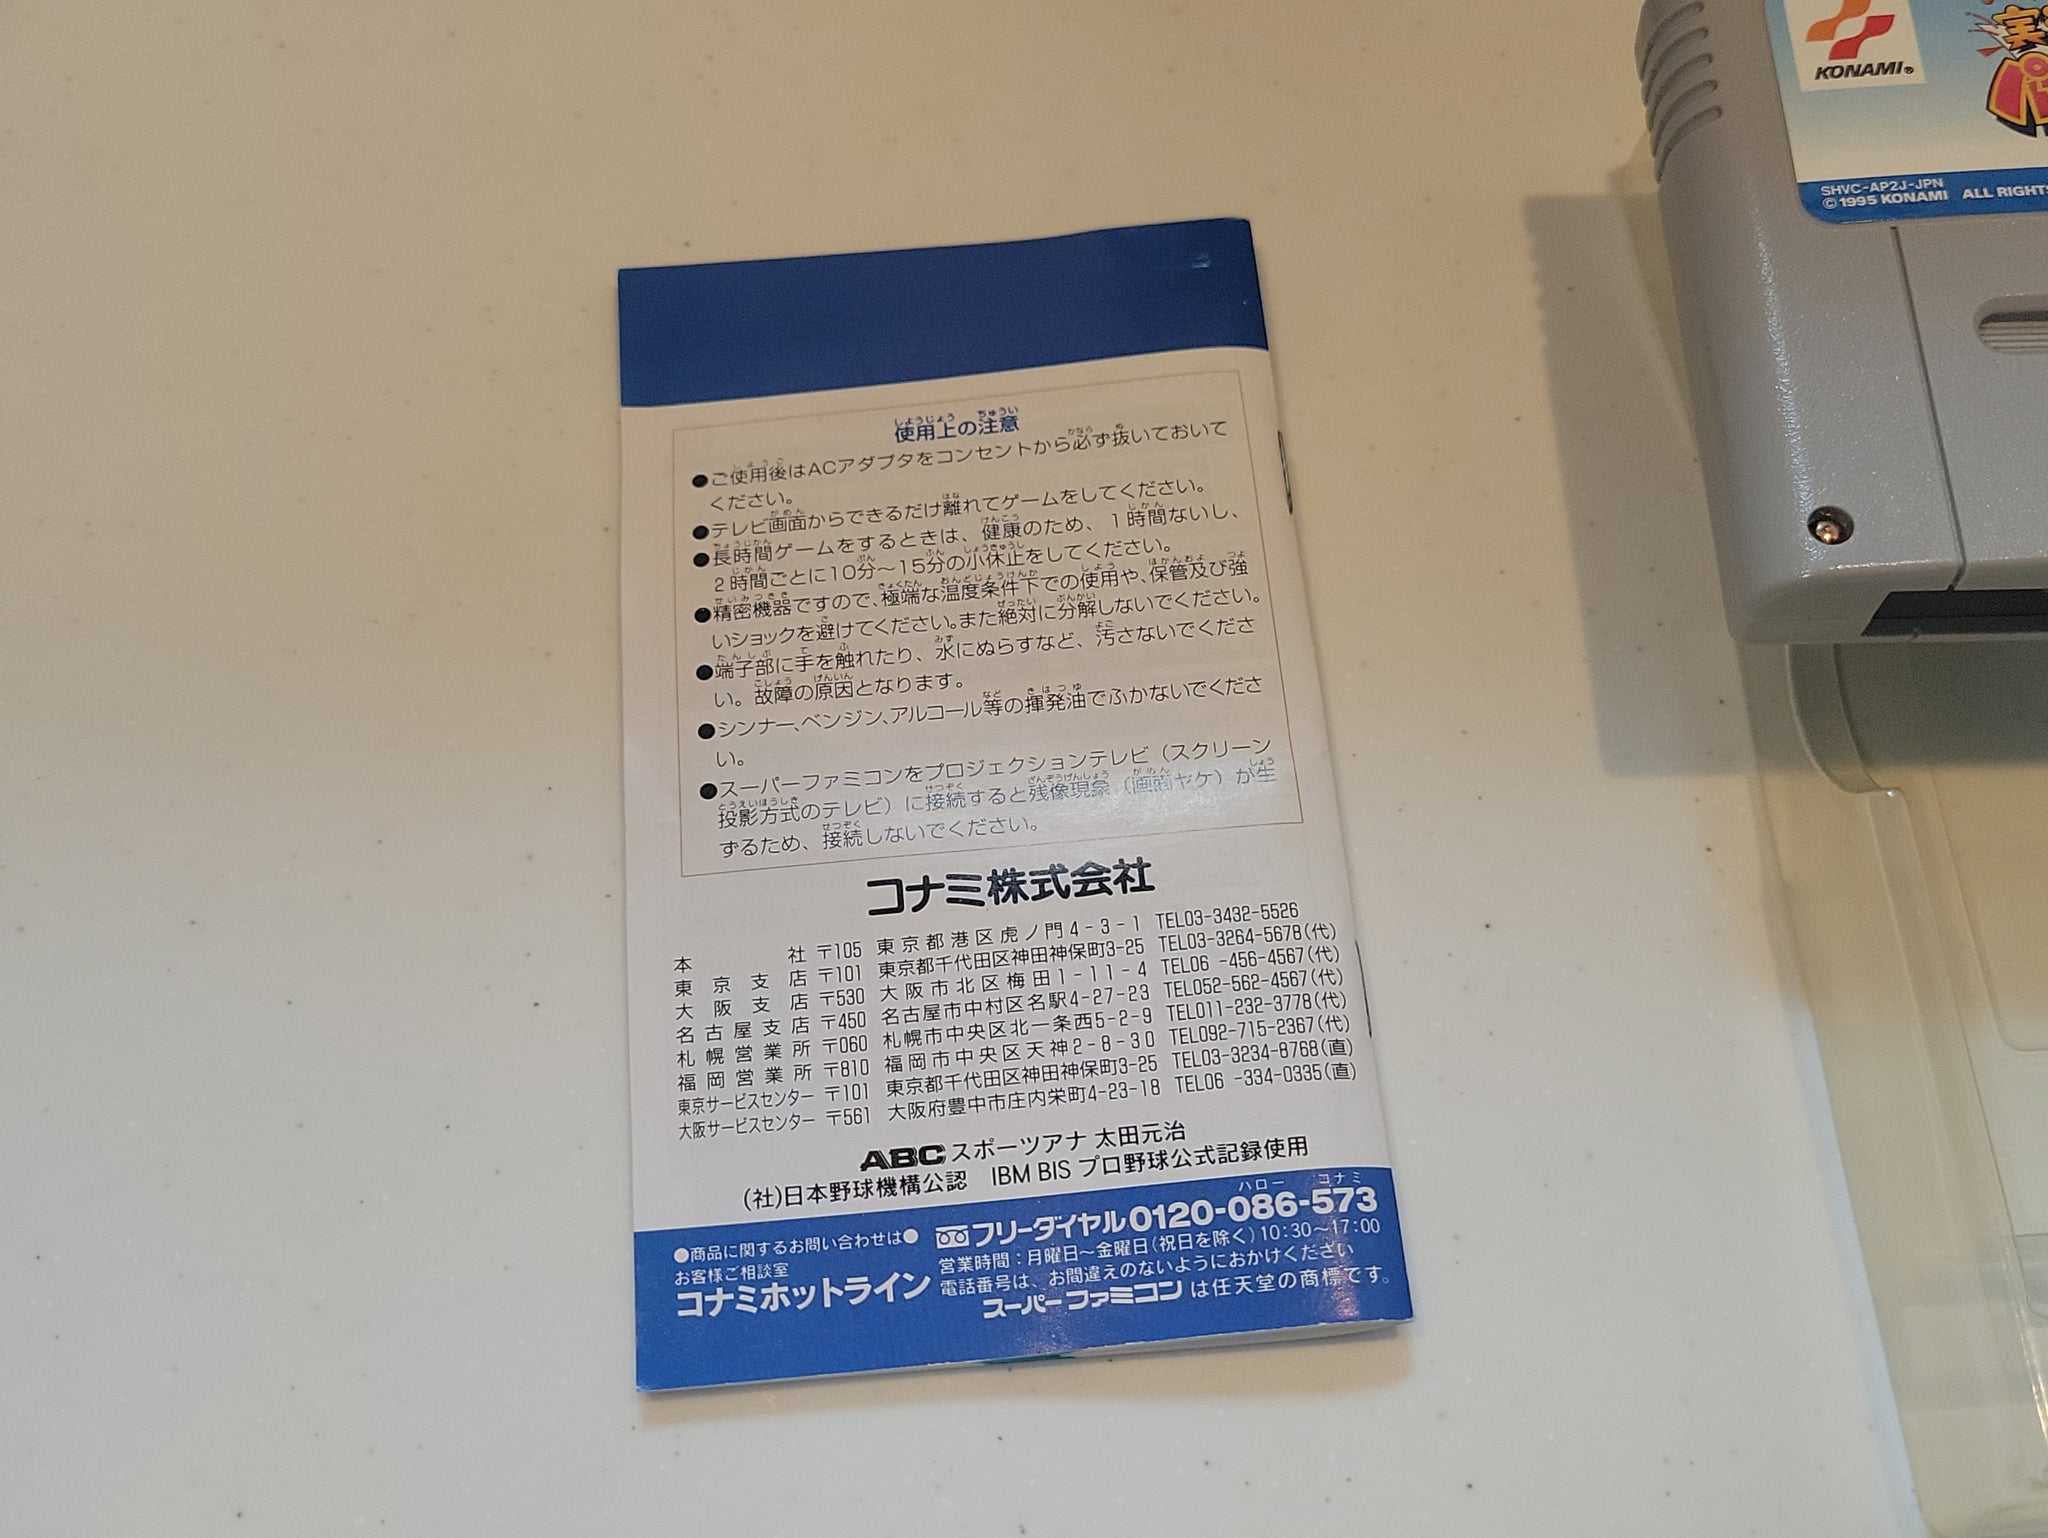 使用上の注意
●ご使用後はACアダプタをコンセントから必ず抜いておいて
ください。
●テレビ画面からできるだけ離れてゲームをしてください。
●長時間ゲームをするときは、健康のため、1時間ないし、
2時間ごとに10分～15分の小休止をしてください。
●精密機器ですので、極端な温度条件下での使用や、保管及び強
いショックを避けてください。また絶対に分解しないでください。
●端子部に手を触れたり、水にぬらすなど、汚さないでくださ
い。故障の原因となります。
●シンナー、ベンジン、アルコール等の揮発油でふかないでくださ
い。
●スーパーファミコンをプロジェクションテレビ（スクリーン
投影方式のテレビ）に接続すると残像現象（画面ヤケ）が生
ずるため、接続しないでください。
コナミ株式会社
本社 〒105 東京都港区虎ノ門4-3-1 TEL03-3432-5526
東京支店 〒101 東京都千代田区神田神保町3-25 TEL03-3264-5678(代)
大阪支店 〒530 大阪市北区梅田1-11-4 TEL06-456-4567(代)
名古屋支店 〒450 名古屋市中村区名駅4-27-23 TEL052-562-4567(代)
札幌営業所 〒060 札幌市中央区北一条西5-2-9 TEL011-232-3778(代)
福岡営業所 〒810 福岡市中央区天神2-8-30 TEL092-715-2367(代)
東京サービスセンター 〒101 東京都千代田区神田神保町3-25 TEL03-3234-8768(直)
大阪サービスセンター 〒561 大阪府豊中市庄内栄町4-23-18 TEL06-334-0335(直)
ABCスポーツアナ 太田元治
(社)日本野球機構公認 IBM BIS プロ野球公式記録使用
●商品に関するお問い合わせは●
お客様ご相談室
コナミホットライン
ハロー コナミ
フリーダイヤル0120-086-573
営業時間：月曜日～金曜日(祝日を除く)10:30～17:00
電話番号は、お間違えのないようにおかけください
スーパーファミコンは任天堂の商標です。
KONAMI®
実
パ
SHVC-AP2J-JPN
©1995 KONAMI ALL RIGHTS